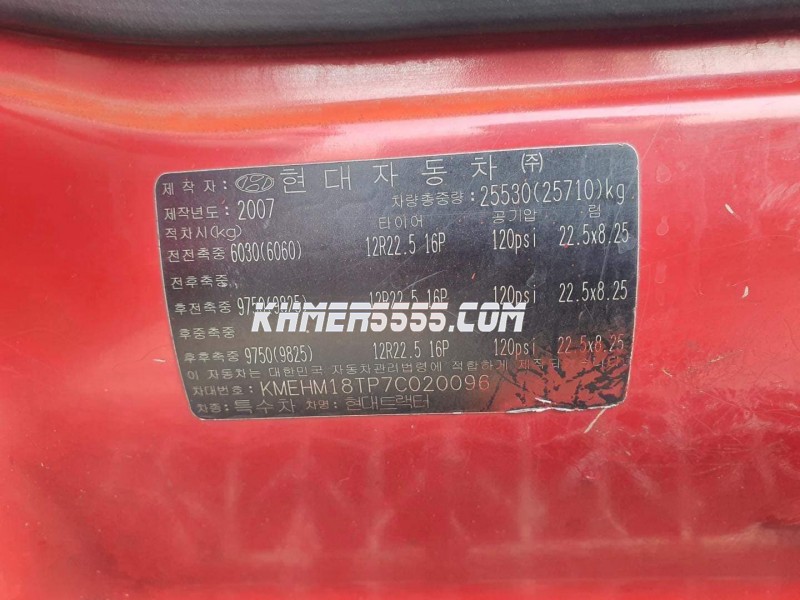 제작자: 현대자동차 ㈜
제작년도: 2007 차량총중량: 25530(25710)kg
적차시(kg) 타이어 공기압 림
전전축중 6030(6060) 12R22.5 16P 120psi 22.5x8.25
전후축중
후전축중 9750(9825) 12R22.5 16P 120psi 22.5x8.25
KHMER5555.COM
후중축중
후후축중 9750(9825) 12R22.5 16P 120psi 22.5x8.25
이 자동차는 대한민국 자동차관리법령에 적합하게 제작되
차대번호: KMEHM18TP7C020096
차종: 특수차 차명: 현대트랙터